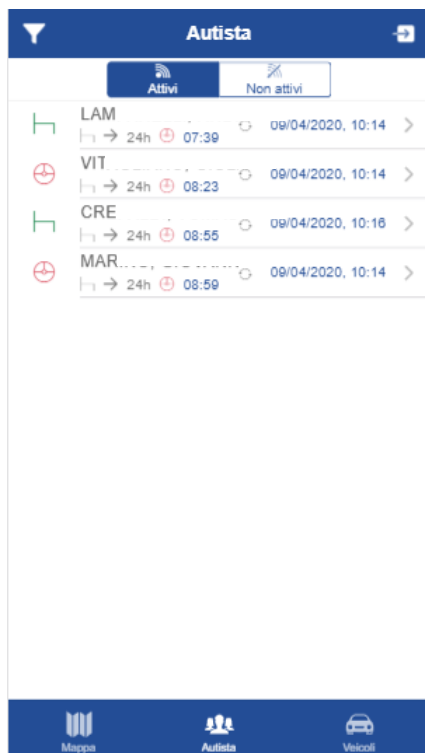 Autista
Attivi Non attivi
LAM
09/04/2020, 10:14
24h 07:39
VIT
09/04/2020, 10:14
24h 08:23
CRE
09/04/2020, 10:16
24h 08:55
MAR
09/04/2020, 10:14
24h 08:59
Mappa Autista Veicoli